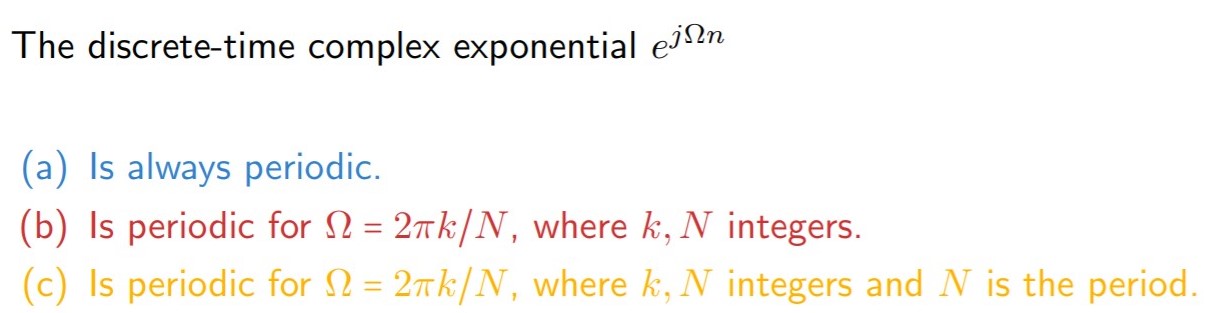 The discrete-time complex exponential $e^{j\Omega n}$
(a) Is always periodic.
(b) Is periodic for $\Omega = 2\pi k/N$, where $k, N$ integers.
(c) Is periodic for $\Omega = 2\pi k/N$, where $k, N$ integers and $N$ is the period.